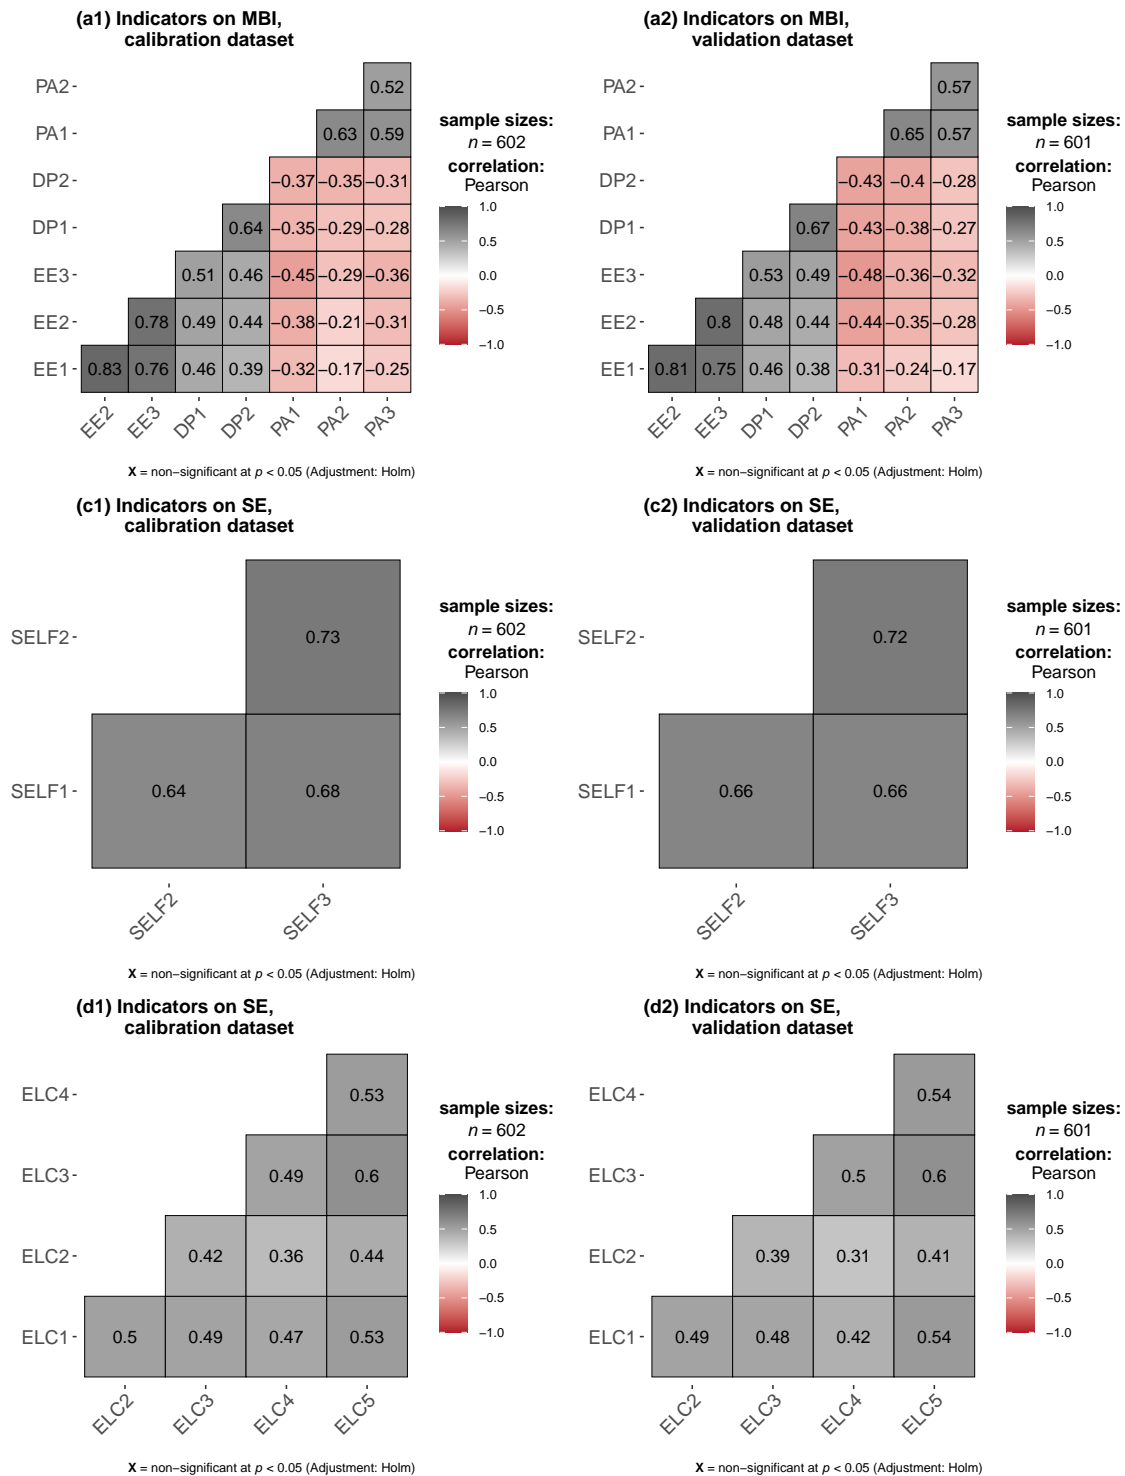 (a1) Indicators on MBI,
calibration dataset
PA2
0.52
PA1
0.63 0.59
DP2
−0.37 −0.35 −0.31
DP1
0.64 −0.35 −0.29 −0.28
EE3
0.51 0.46 −0.45 −0.29 −0.36
EE2
0.78 0.49 0.44 −0.38 −0.21 −0.31
EE1
0.83 0.76 0.46 0.39 −0.32 −0.17 −0.25
EE2 EE3 DP1 DP2 PA1 PA2 PA3
sample sizes:
n = 602
correlation:
Pearson
1.0
0.5
0.0
−0.5
−1.0
X = non−significant at p < 0.05 (Adjustment: Holm)
(a2) Indicators on MBI,
validation dataset
PA2
0.57
PA1
0.65 0.57
DP2
−0.43 −0.4 −0.28
DP1
0.67 −0.43 −0.38 −0.27
EE3
0.53 0.49 −0.48 −0.36 −0.32
EE2
0.8 0.48 0.44 −0.44 −0.35 −0.28
EE1
0.81 0.75 0.46 0.38 −0.31 −0.24 −0.17
EE2 EE3 DP1 DP2 PA1 PA2 PA3
sample sizes:
n = 601
correlation:
Pearson
1.0
0.5
0.0
−0.5
−1.0
X = non−significant at p < 0.05 (Adjustment: Holm)
(c1) Indicators on SE,
calibration dataset
SELF2
0.73
SELF1
0.64 0.68
SELF2 SELF3
sample sizes:
n = 602
correlation:
Pearson
1.0
0.5
0.0
−0.5
−1.0
X = non−significant at p < 0.05 (Adjustment: Holm)
(c2) Indicators on SE,
validation dataset
SELF2
0.72
SELF1
0.66 0.66
SELF2 SELF3
sample sizes:
n = 601
correlation:
Pearson
1.0
0.5
0.0
−0.5
−1.0
X = non−significant at p < 0.05 (Adjustment: Holm)
(d1) Indicators on SE,
calibration dataset
ELC4
0.53
ELC3
0.49 0.6
ELC2
0.42 0.36 0.44
ELC1
0.5 0.49 0.47 0.53
ELC2 ELC3 ELC4 ELC5
sample sizes:
n = 602
correlation:
Pearson
1.0
0.5
0.0
−0.5
−1.0
X = non−significant at p < 0.05 (Adjustment: Holm)
(d2) Indicators on SE,
validation dataset
ELC4
0.54
ELC3
0.5 0.6
ELC2
0.39 0.31 0.41
ELC1
0.49 0.48 0.42 0.54
ELC2 ELC3 ELC4 ELC5
sample sizes:
n = 601
correlation:
Pearson
1.0
0.5
0.0
−0.5
−1.0
X = non−significant at p < 0.05 (Adjustment: Holm)